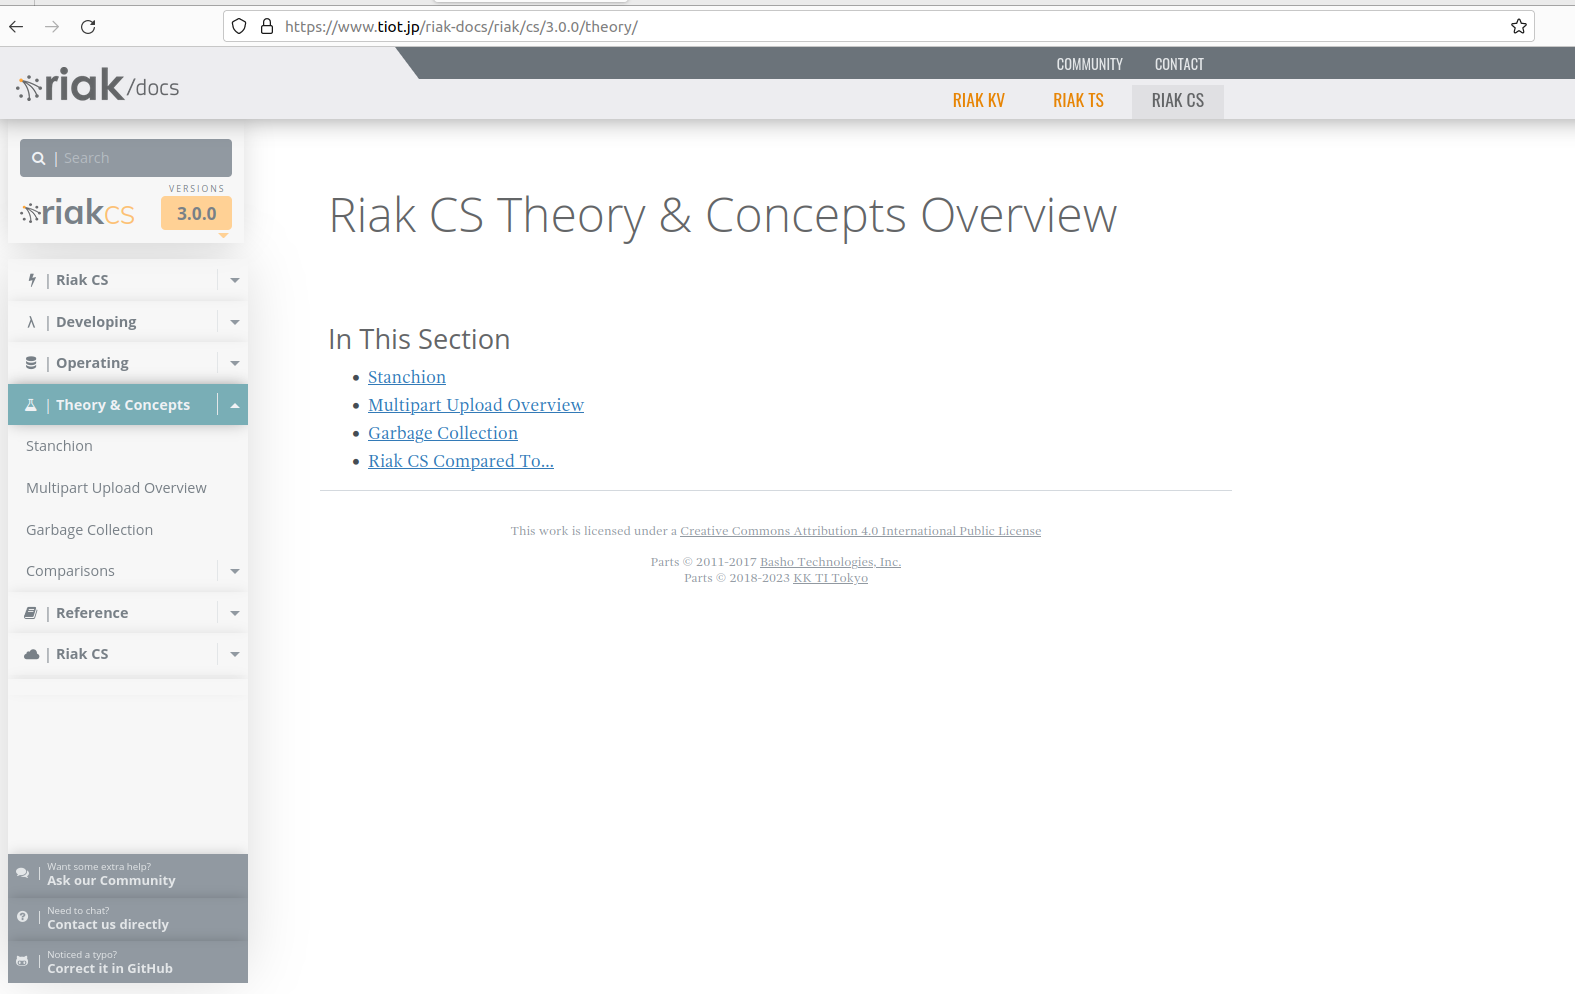 https://www.tiot.jp/riak-docs/riak/cs/3.0.0/theory/
COMMUNITY CONTACT
riak/docs
RIAK KV RIAK TS RIAK CS
| Search
VERSIONS
riakcs 3.0.0
| Riak CS
| Developing
| Operating
| Theory & Concepts
Stanchion
Multipart Upload Overview
Garbage Collection
Comparisons
| Reference
| Riak CS
Want some extra help?
| Ask our Community
Need to chat?
| Contact us directly
Noticed a typo?
| Correct it in GitHub
Riak CS Theory & Concepts Overview
In This Section
• Stanchion
• Multipart Upload Overview
• Garbage Collection
• Riak CS Compared To...
This work is licensed under a Creative Commons Attribution 4.0 International Public License
Parts © 2011-2017 Basho Technologies, Inc.
Parts © 2018-2023 KK TI Tokyo